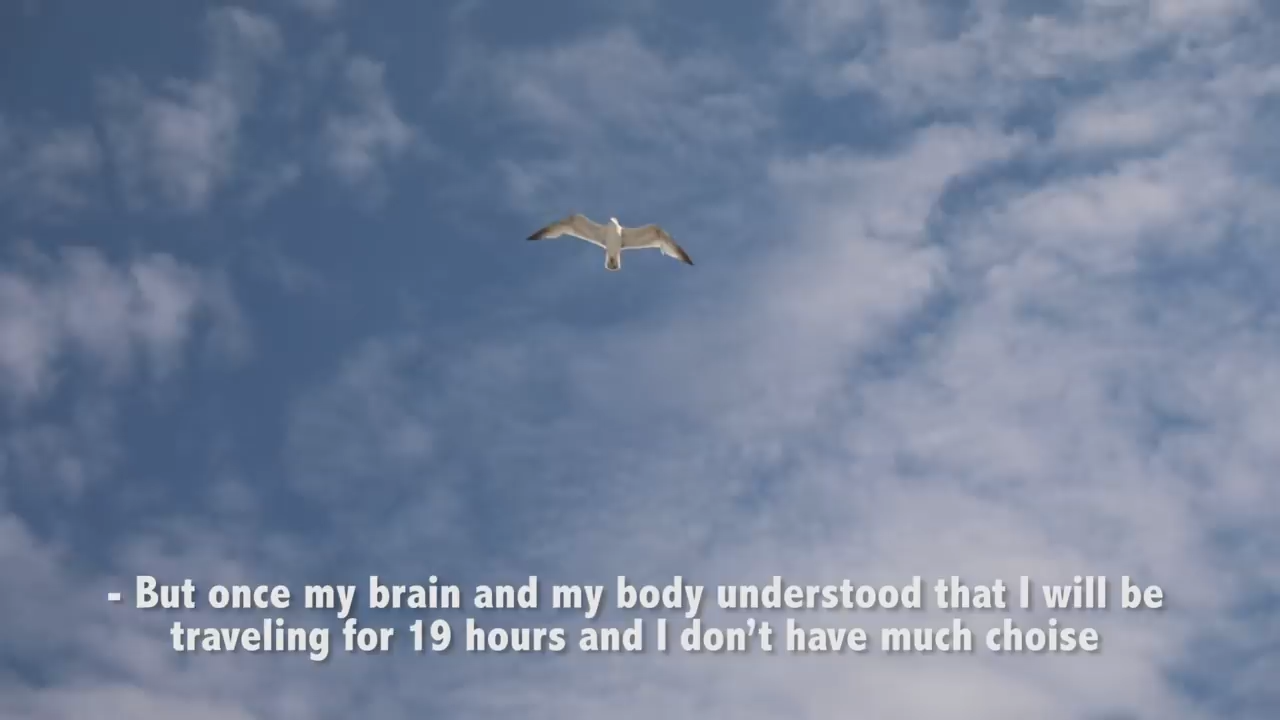 - But once my brain and my body understood that I will be
traveling for 19 hours and I don't have much choise